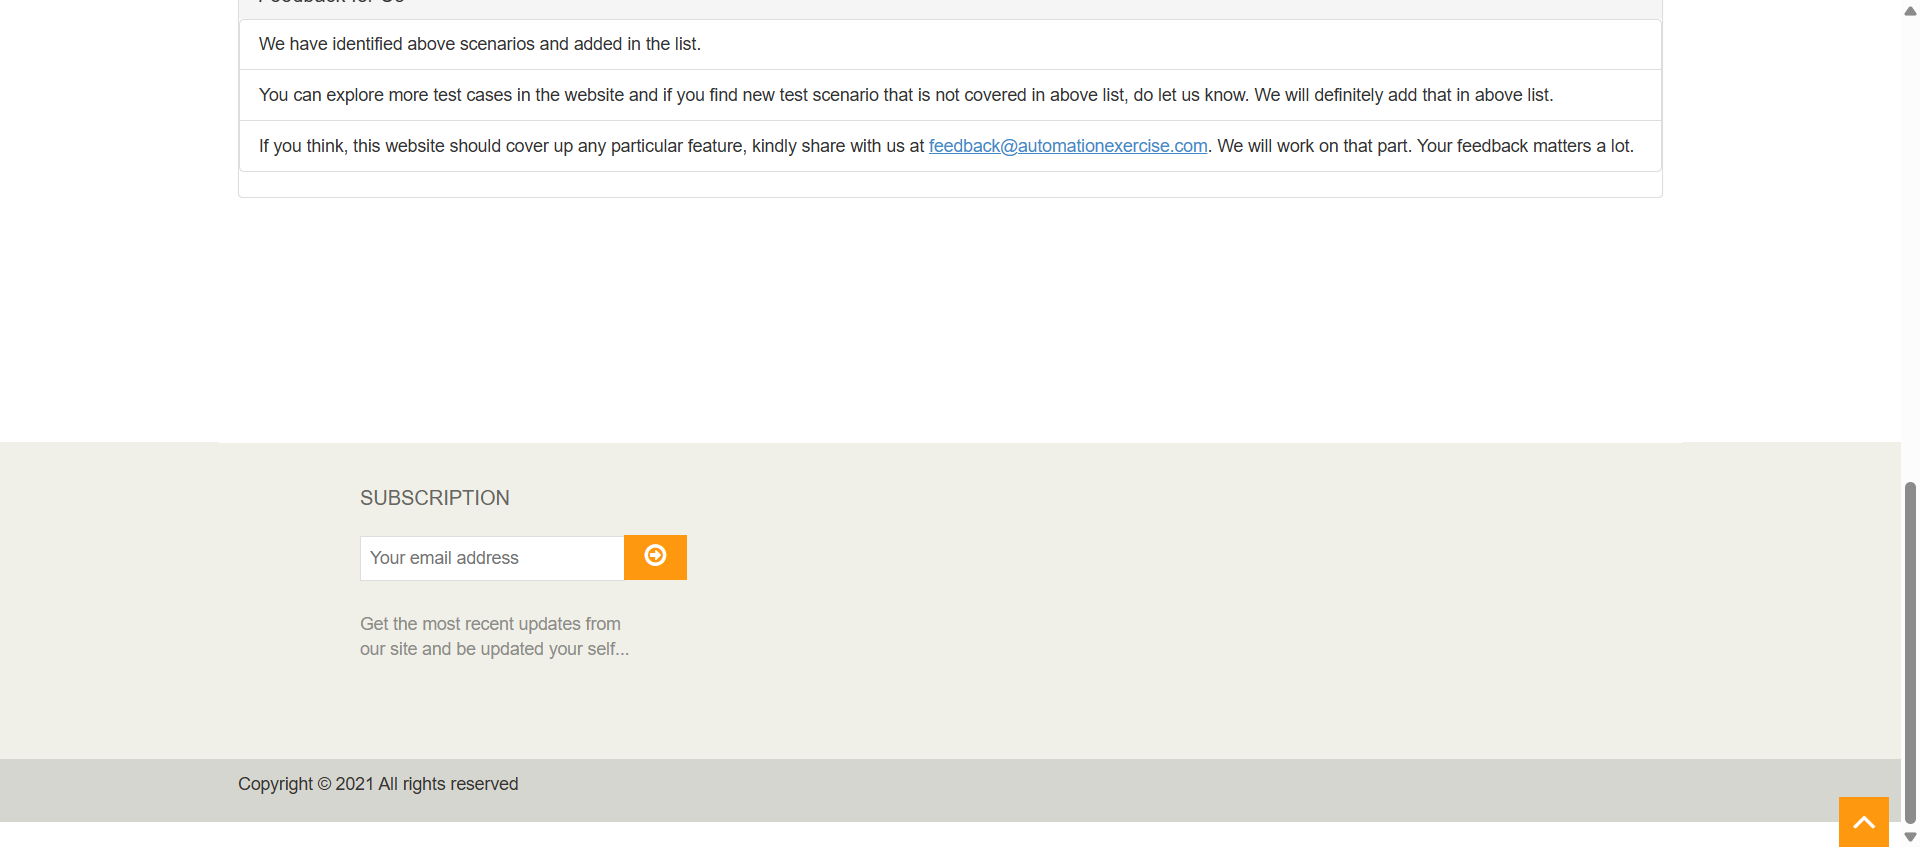 Feedback for Us
We have identified above scenarios and added in the list.
You can explore more test cases in the website and if you find new test scenario that is not covered in above list, do let us know. We will definitely add that in above list.
If you think, this website should cover up any particular feature, kindly share with us at feedback@automationexercise.com. We will work on that part. Your feedback matters a lot.
SUBSCRIPTION
Your email address
Get the most recent updates from
our site and be updated your self...
Copyright © 2021 All rights reserved